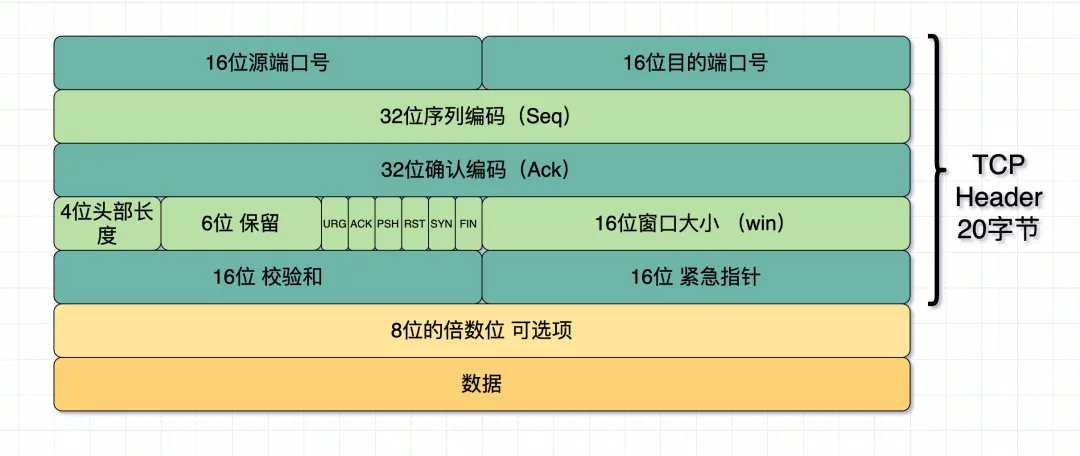 16位源端口号
16位目的端口号
32位序列编码（Seq）
32位确认编码（Ack）
4位头部长
度
6位 保留
URG
ACK
PSH
RST
SYN
FIN
16位窗口大小 （win）
16位 校验和
16位 紧急指针
8位的倍数位 可选项
数据
TCP
Header
20字节